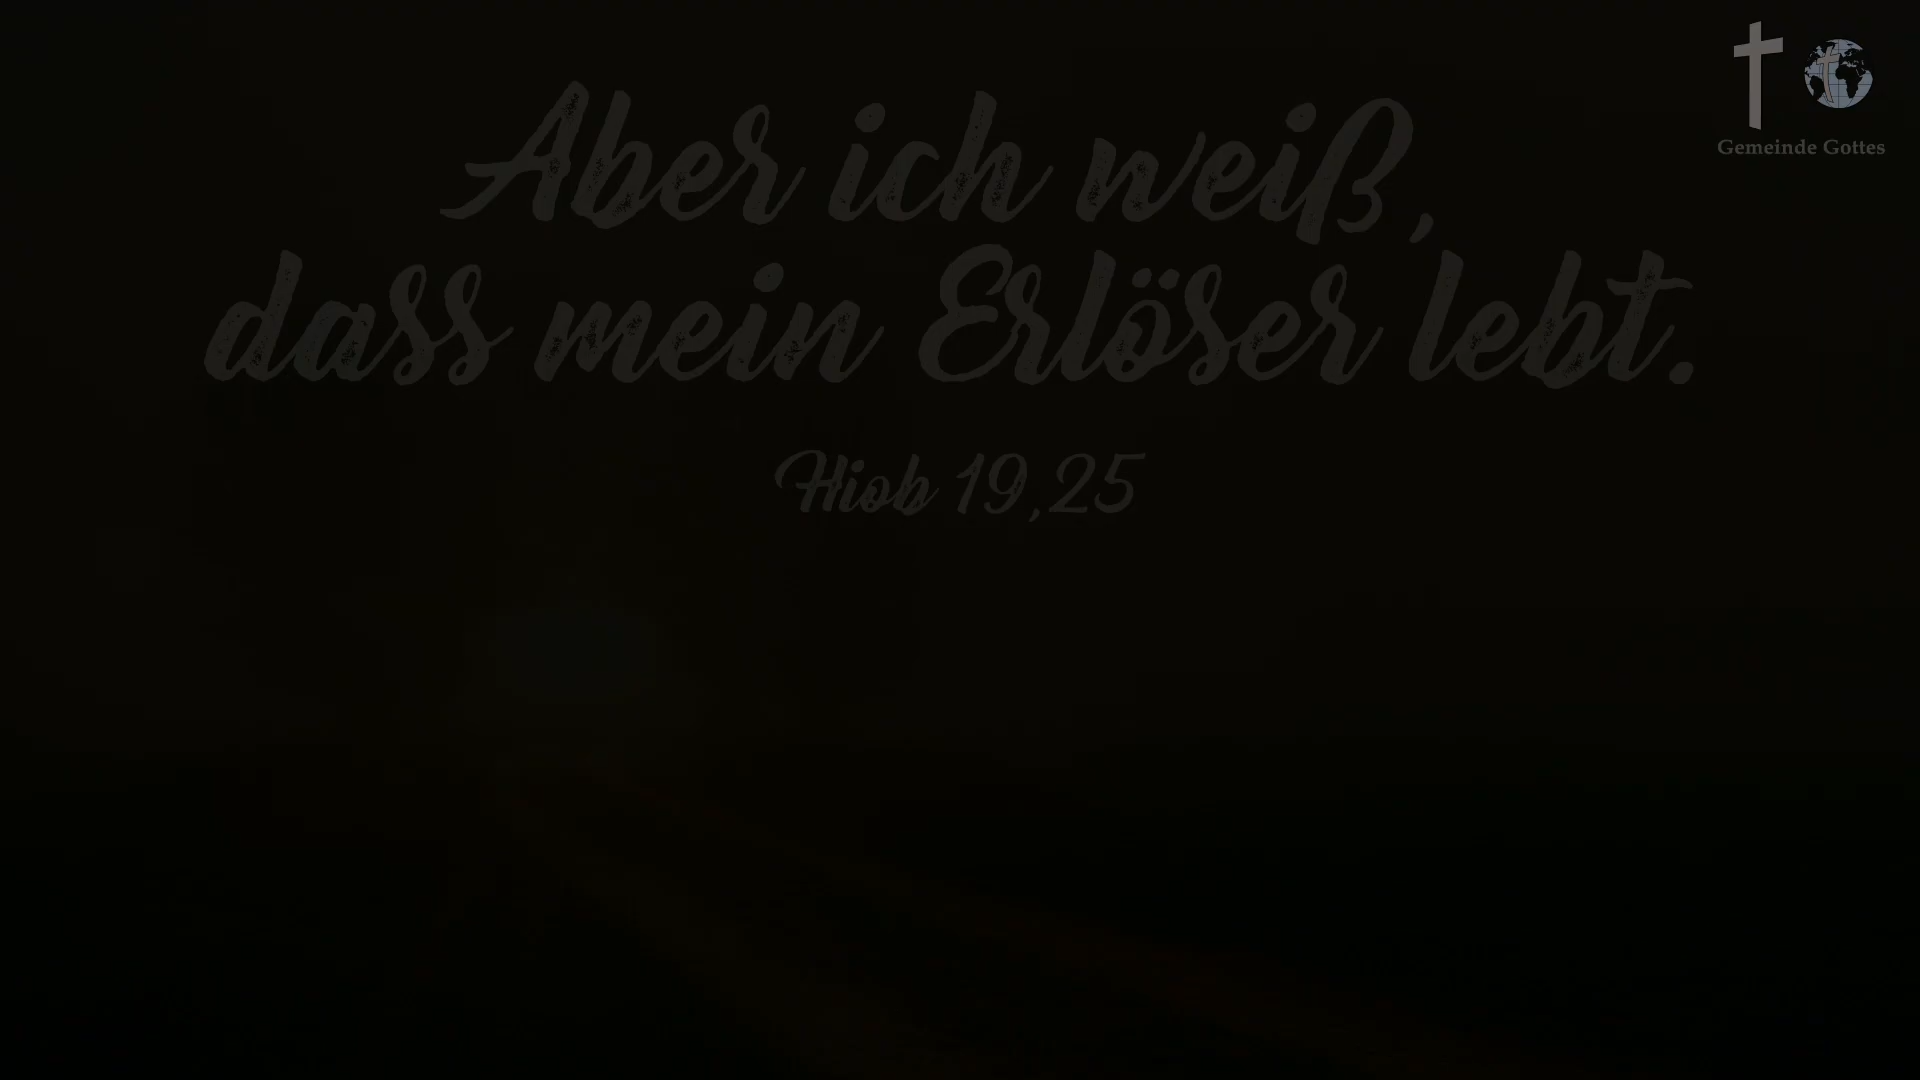 Aber ich weiß,
dass mein Erlöser lebt.
Hiob 19,25
Gemeinde Gottes